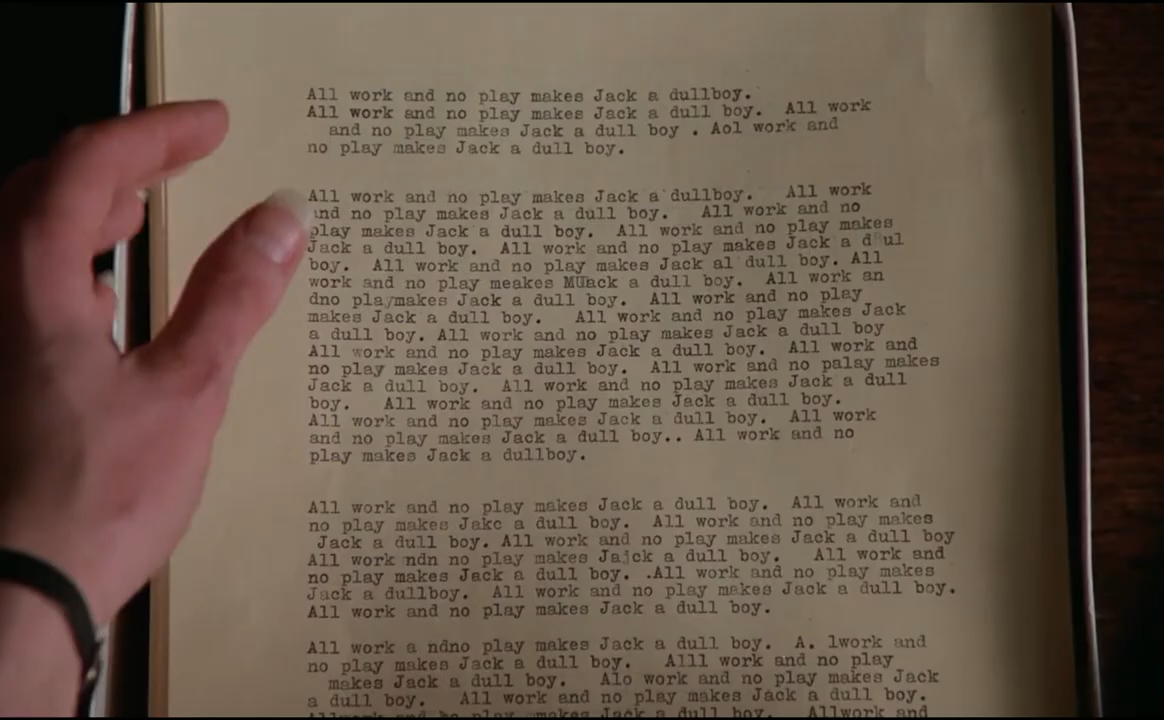 All work and no play makes Jack a dullboy.
All work and no play makes Jack a dull boy. All work
and no play makes Jack a dull boy . Aol work and
no play makes Jack a dull boy.
All work and no play makes Jack a dullboy. All work
and no play makes Jack a dull boy. All work and no
play makes Jack a dull boy. All work and no play makes
Jack a dull boy. All work and no play makes Jack a d ul
boy. All work and no play makes Jack al dull boy. All
work and no play meakes MUack a dull boy. All work an
dno pla/makes Jack a dull boy. All work and no play
makes Jack a dull boy. All work and no play makes Jack
a dull boy. All work and no play makes Jack a dull boy
All work and no play makes Jack a dull boy. All work and
no play makes Jack a dull boy. All work and no palay makes
Jack a dull boy. All work and no play makes Jack a dull
boy. All work and no play makes Jack a dull boy.
All work and no play makes Jack a dull boy. All work
and no play makes Jack a dull boy.. All work and no
play makes Jack a dullboy.
All work and no play makes Jack a dull boy. All work and
no play makes Jakc a dull boy. All work and no play makes
Jack a dull boy. All work and no play makes Jack a dull boy
All work ndn no play makes Jajck a dull boy. All work and
no play makes Jack a dull boy. .All work and no play makes
Jack a dullboy. All work and no play makes Jack a dull boy.
All work and no play makes Jack a dull boy.
All work a ndno play makes Jack a dull boy. A. lwork and
no play makes Jack a dull boy. Alll work and no play
makes Jack a dull boy. Alo work and no play makes Jack
a dull boy. All work and no play makes Jack a dull boy.
Allwork and play makes Jack a dull boy. Allwork and